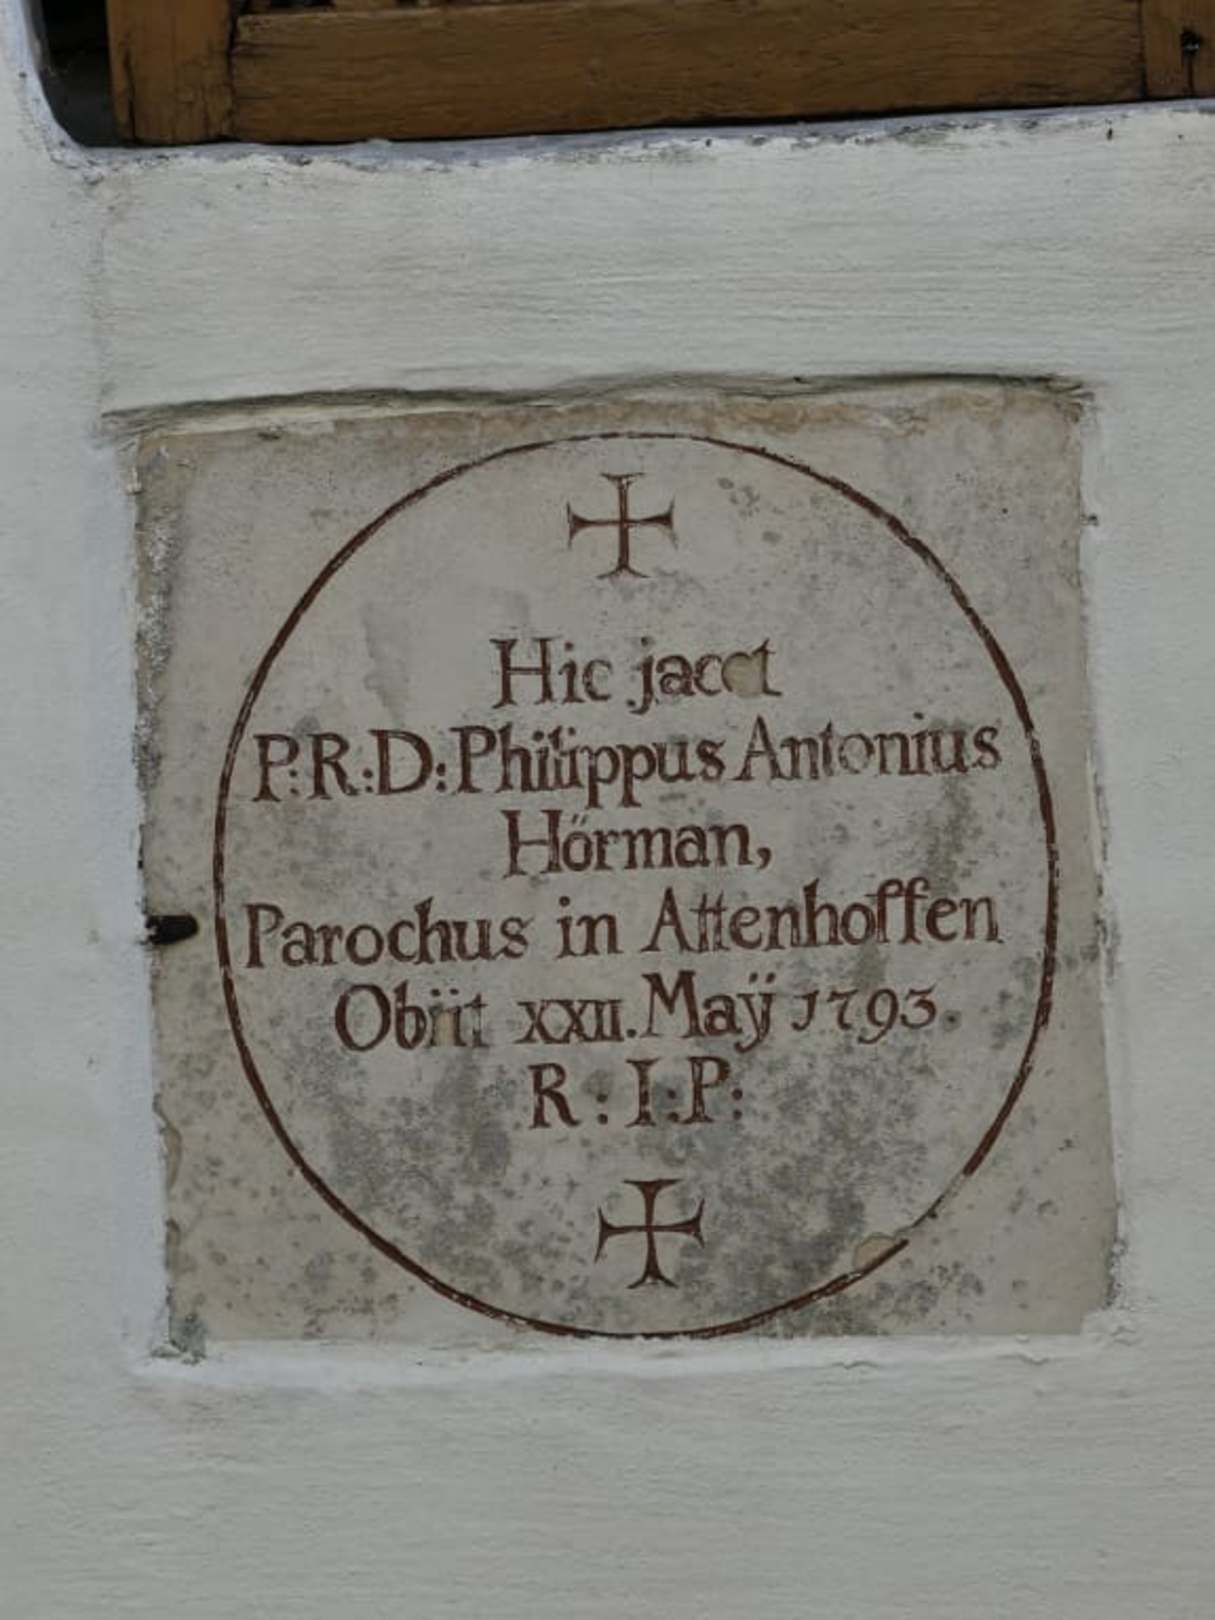 Hic jacet
P:R:D:Philippus Antonius
Hörman,
Parochus in Attenhoffen
Obiit XXII. Maÿ 1793.
R:I:P: